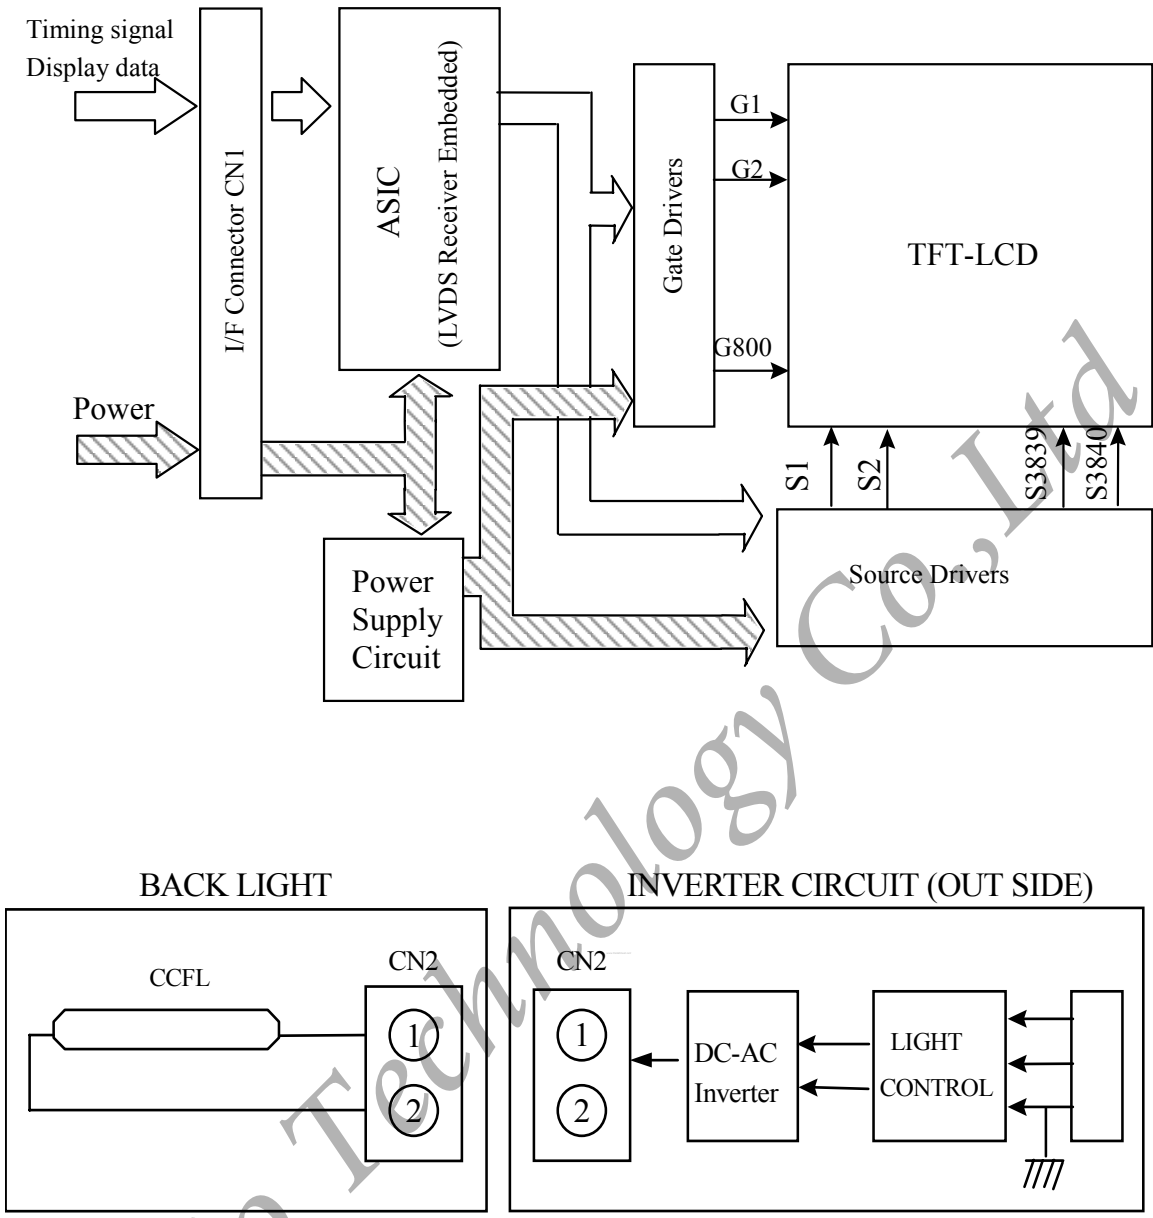 Timing signal
Display data
Power
I/F Connector CN1
ASIC
(LVDS Receiver Embedded)
Gate Drivers
G1
G2
G800
TFT-LCD
S1
S2
S3839
S3840
Source Drivers
Power
Supply
Circuit
BACK LIGHT
CCFL
CN2
1
2
INVERTER CIRCUIT (OUT SIDE)
CN2
1
2
DC-AC
Inverter
LIGHT
CONTROL
Technology Co.,Ltd